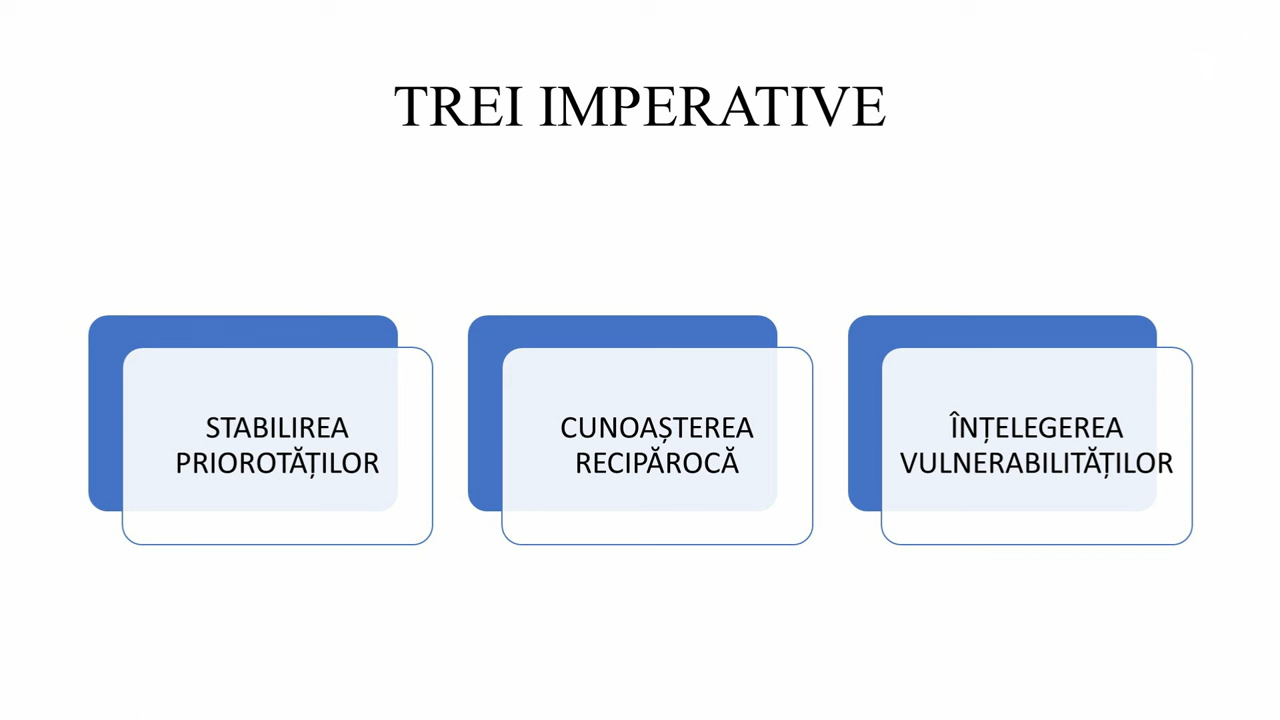 TREI IMPERATIVE
STABILIREA
PRIOROTĂȚILOR
CUNOAȘTEREA
RECIPĂROCĂ
ÎNȚELEGEREA
VULNERABILITĂȚILOR